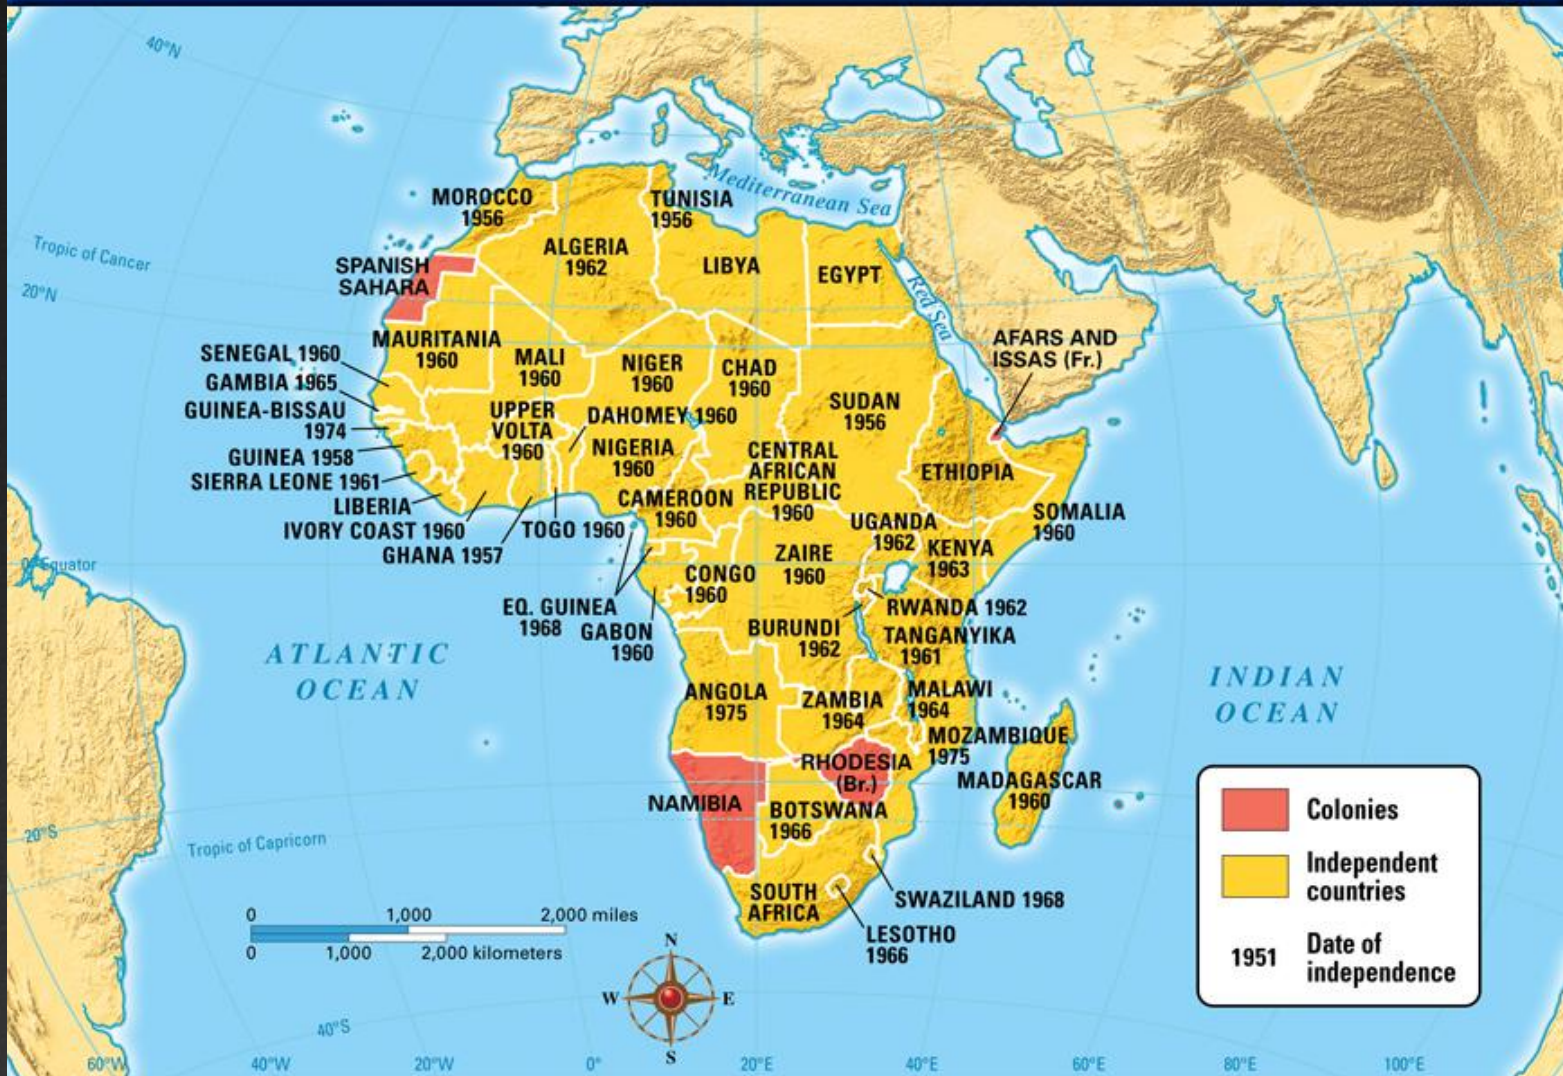 40°N
Tropic of Cancer
20°N
0° Equator
20°S
Tropic of Capricorn
40°S
60°W
40°W
20°W
0°
20°E
40°E
60°E
80°E
100°E
Mediterranean Sea
Red Sea
ATLANTIC
OCEAN
INDIAN
OCEAN
MOROCCO
1956
TUNISIA
1956
ALGERIA
1962
LIBYA
EGYPT
SPANISH
SAHARA
MAURITANIA
1960
MALI
1960
NIGER
1960
CHAD
1960
SUDAN
1956
AFARS AND
ISSAS (Fr.)
SENEGAL 1960
GAMBIA 1965
GUINEA-BISSAU
1974
GUINEA 1958
SIERRA LEONE 1961
LIBERIA
IVORY COAST 1960
GHANA 1957
TOGO 1960
UPPER
VOLTA
1960
DAHOMEY 1960
NIGERIA
1960
CAMEROON
1960
CENTRAL
AFRICAN
REPUBLIC
1960
ETHIOPIA
SOMALIA
1960
UGANDA
1962
KENYA
1963
ZAIRE
1960
CONGO
1960
EQ. GUINEA
1968
GABON
1960
RWANDA 1962
BURUNDI
1962
TANGANYIKA
1961
ANGOLA
1975
ZAMBIA
1964
MALAWI
1964
MOZAMBIQUE
1975
RHODESIA
(Br.)
MADAGASCAR
1960
NAMIBIA
BOTSWANA
1966
SOUTH
AFRICA
SWAZILAND 1968
LESOTHO
1966
0 1,000 2,000 miles
0 1,000 2,000 kilometers
N
W E
S
Colonies
Independent
countries
1951 Date of
independence